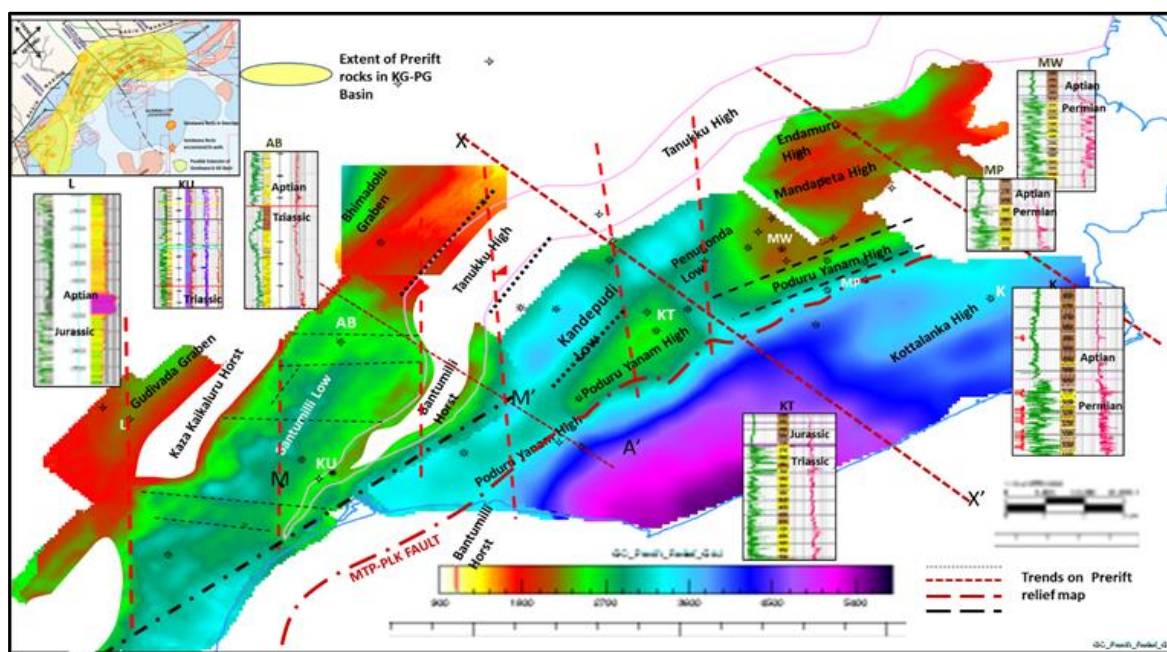 Extent of Prerift
rocks in KG-PG
Basin
BASIN MARGIN
L
Aptian
Jurassic
KU
Triassic
AB
Aptian
Triassic
Bhimadolu
Graben
Tanukku High
X
Tanukku High
Endamuru
High
Mandapeta High
MW
Aptian
Permian
MP
Aptian
Permian
Penugonda
Low
MW
Poduru Yanam High
MP
Kandepudi
Low
KT
Poduru Yanam High
Kottalanka High
K
K
Aptian
Permian
AB
Gudivada Graben
L
Kaza Kaikaluru Horst
Bantumilli Low
Bantumilli
Horst
M'
M
KU
Poduru Yanam High
A'
KT
Jurassic
Triassic
X'
MTP-PLK FAULT
Bantumilli
Horst
GC_Prerift_Relief_Grid
900 1800 2700 3600 4500 5400
Trends on Prerift
relief map
GC_Prerift_Relief_Grid